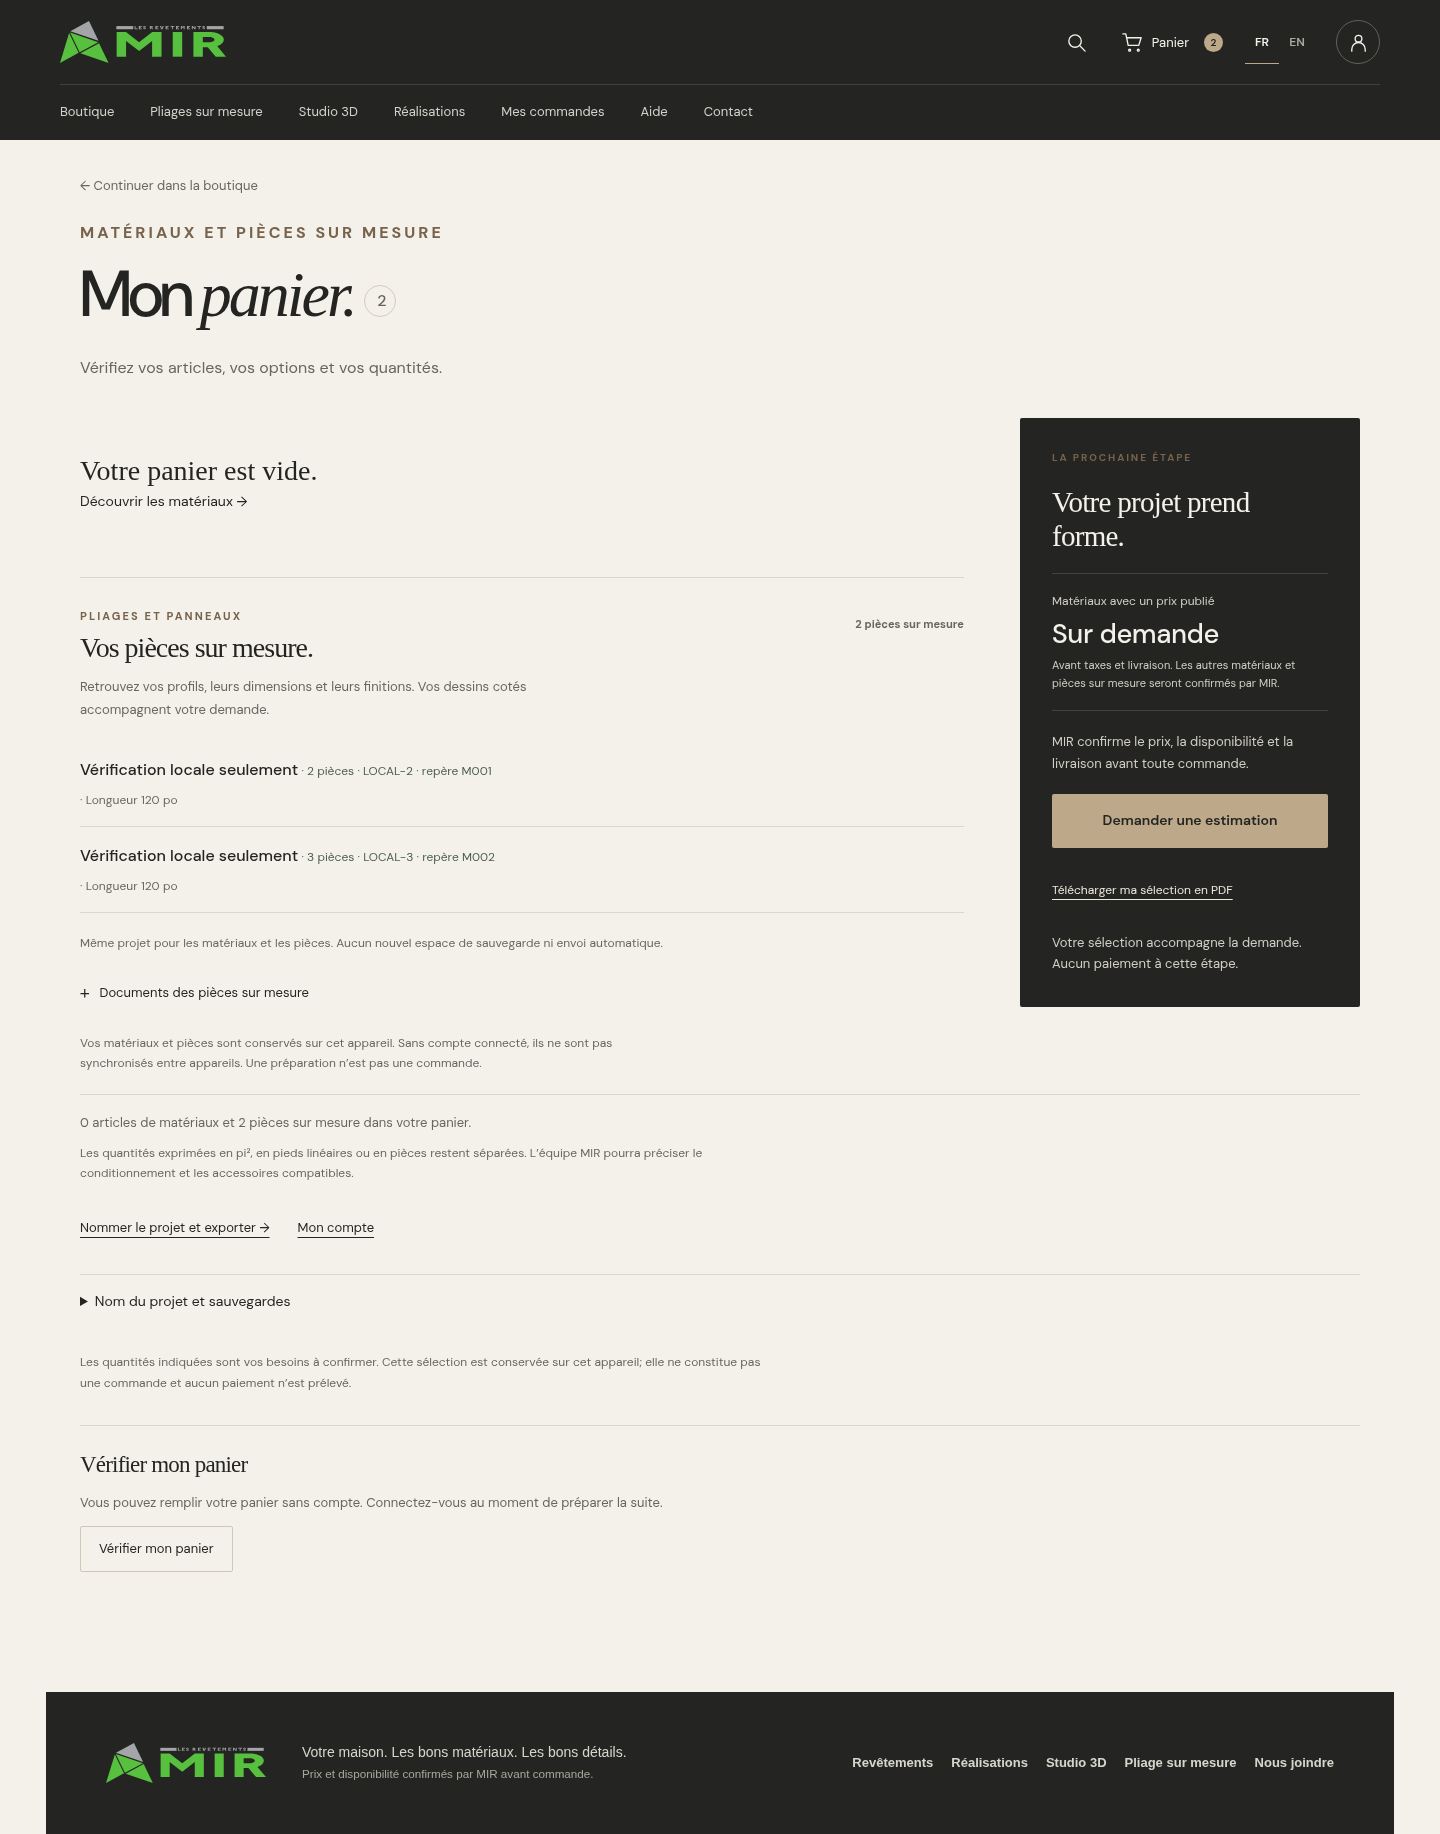 LES REVÊTEMENTS
MIR
Panier 2 FR EN
Boutique Pliages sur mesure Studio 3D Réalisations Mes commandes Aide Contact
← Continuer dans la boutique
MATÉRIAUX ET PIÈCES SUR MESURE
Mon panier. 2
Vérifiez vos articles, vos options et vos quantités.
Votre panier est vide.
Découvrir les matériaux →
PLIAGES ET PANNEAUX
2 pièces sur mesure
Vos pièces sur mesure.
Retrouvez vos profils, leurs dimensions et leurs finitions. Vos dessins cotés
accompagnent votre demande.
Vérification locale seulement · 2 pièces · LOCAL-2 · repère M001
· Longueur 120 po
Vérification locale seulement · 3 pièces · LOCAL-3 · repère M002
· Longueur 120 po
Même projet pour les matériaux et les pièces. Aucun nouvel espace de sauvegarde ni envoi automatique.
+ Documents des pièces sur mesure
Vos matériaux et pièces sont conservés sur cet appareil. Sans compte connecté, ils ne sont pas
synchronisés entre appareils. Une préparation n’est pas une commande.
LA PROCHAINE ÉTAPE
Votre projet prend
forme.
Matériaux avec un prix publié
Sur demande
Avant taxes et livraison. Les autres matériaux et
pièces sur mesure seront confirmés par MIR.
MIR confirme le prix, la disponibilité et la
livraison avant toute commande.
Demander une estimation
Télécharger ma sélection en PDF
Votre sélection accompagne la demande.
Aucun paiement à cette étape.
0 articles de matériaux et 2 pièces sur mesure dans votre panier.
Les quantités exprimées en pi², en pieds linéaires ou en pièces restent séparées. L’équipe MIR pourra préciser le
conditionnement et les accessoires compatibles.
Nommer le projet et exporter → Mon compte
▶ Nom du projet et sauvegardes
Les quantités indiquées sont vos besoins à confirmer. Cette sélection est conservée sur cet appareil; elle ne constitue pas
une commande et aucun paiement n’est prélevé.
Vérifier mon panier
Vous pouvez remplir votre panier sans compte. Connectez-vous au moment de préparer la suite.
Vérifier mon panier
LES REVÊTEMENTS
MIR
Votre maison. Les bons matériaux. Les bons détails.
Prix et disponibilité confirmés par MIR avant commande.
Revêtements Réalisations Studio 3D Pliage sur mesure Nous joindre